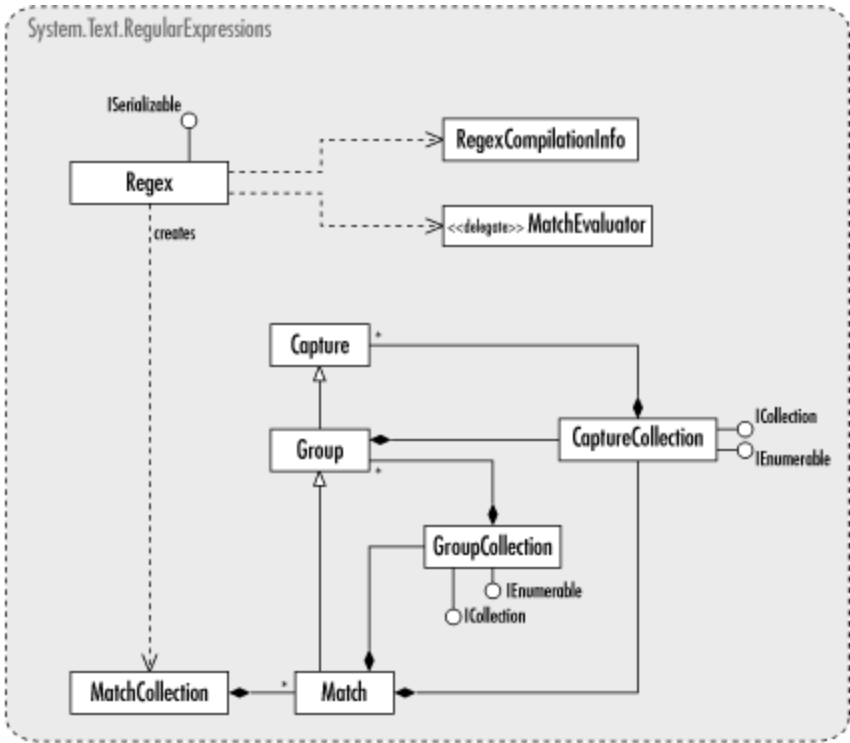 System.Text.RegularExpressions
ISerializable
RegexCompilationInfo
Regex
<<delegate>> MatchEvaluator
creates
*
Capture
ICollection
CaptureCollection
Group
IEnumerable
*
GroupCollection
IEnumerable
ICollection
*
MatchCollection
Match